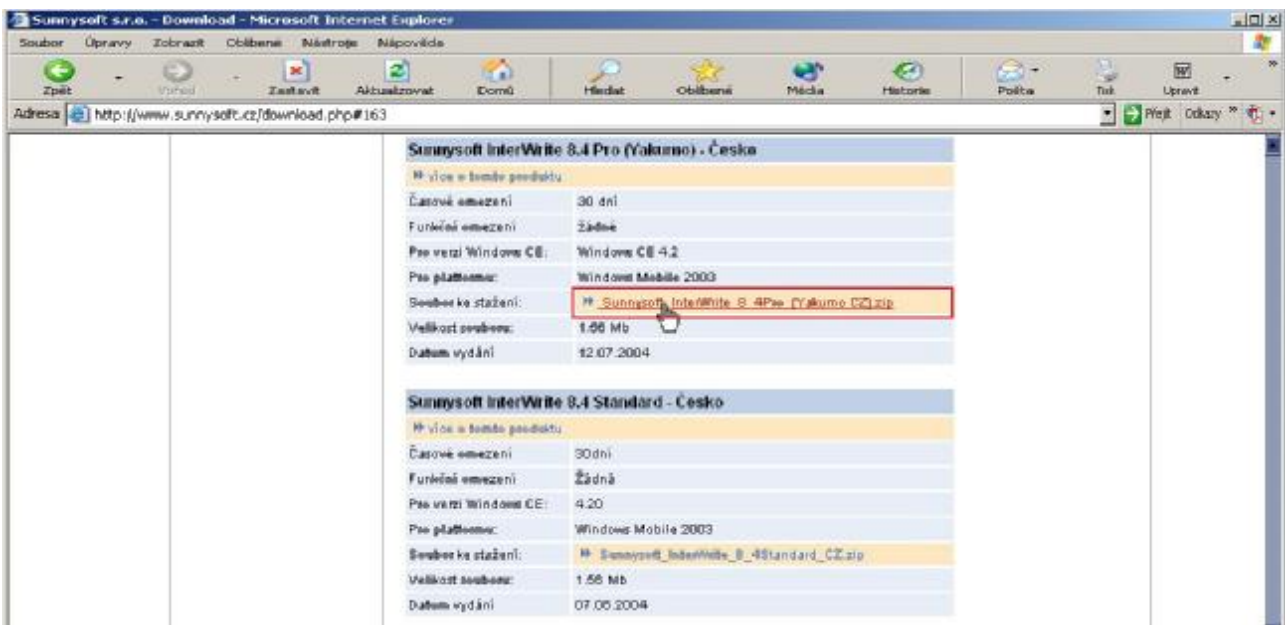 Sunnysoft s.r.o. - Download - Microsoft Internet Explorer
Soubor Úpravy Zobrazit Oblíbené Nástroje Nápověda
Zpět Vpřed Zastavit Aktualizovat Domů Hledat Oblíbené Média Historie Pošta Tisk Upravit
Adresa http://www.sunnysoft.cz/download.php#163 Přejít Odkazy
Sunnysoft InterWrite 8.4 Pro (Yakumo) - Česko
více o tomto produktu
Časové omezení 30 dní
Funkční omezení žádné
Pro verzi Windows CE: Windows CE 4.2
Pro platformu: Windows Mobile 2003
Soubor ke stažení: Sunnysoft_InterWrite_8_4Pro_(Yakumo_CZ).zip
Velikost souboru: 1.66 Mb
Datum vydání 12.07.2004
Sunnysoft InterWrite 8.4 Standard - Česko
více o tomto produktu
Časové omezení 30dní
Funkční omezení Žádná
Pro verzi Windows CE: 4.20
Pro platformu: Windows Mobile 2003
Soubor ke stažení: Sunnysoft_InterWrite_8_4Standard_CZ.zip
Velikost souboru: 1.56 Mb
Datum vydání 07.06.2004